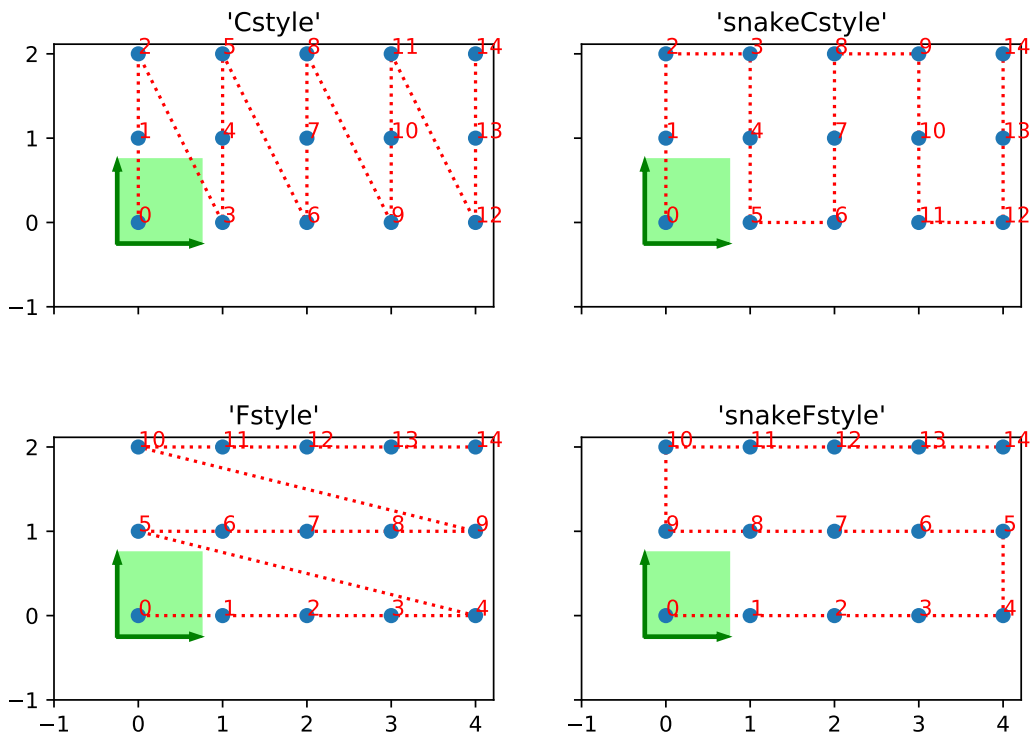 'Cstyle' 'snakeCstyle'
2 2 5 8 11 14 2 3 8 9 14
1 1 4 7 10 13 1 4 7 10 13
0 0 3 6 9 12 0 5 6 11 12
−1
'Fstyle' 'snakeFstyle'
2 10 11 12 13 14 10 11 12 13 14
1 5 6 7 8 9 9 8 7 6 5
0 0 1 2 3 4 0 1 2 3 4
−1
−1 0 1 2 3 4 −1 0 1 2 3 4